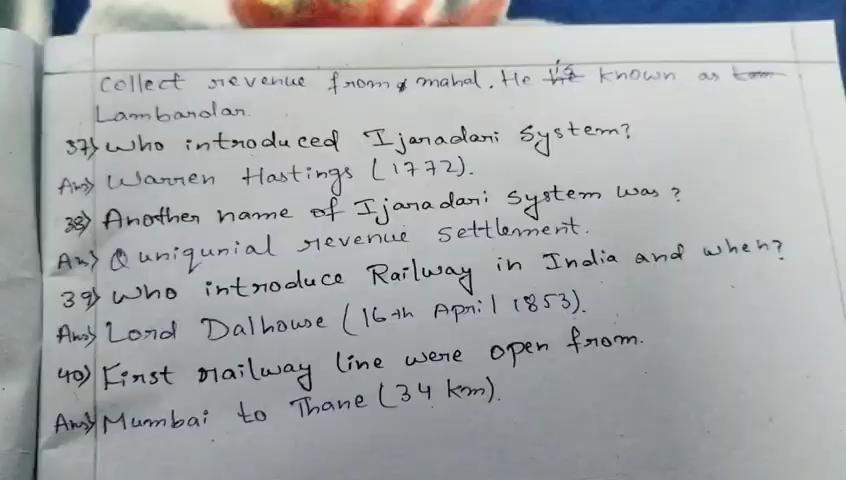 Collect revenue from mahal. He is known as
Lambardar.
37) Who introduced Ijaradari System?
Ans) Warren Hastings (1772).
38) Another name of Ijaradari System was?
Ans) Quniqunial revenue settlement.
39) Who introduce Railway in India and when?
Ans) Lord Dalhouse (16th April 1853).
40) First railway line were open from.
Ans) Mumbai to Thane (34 km).